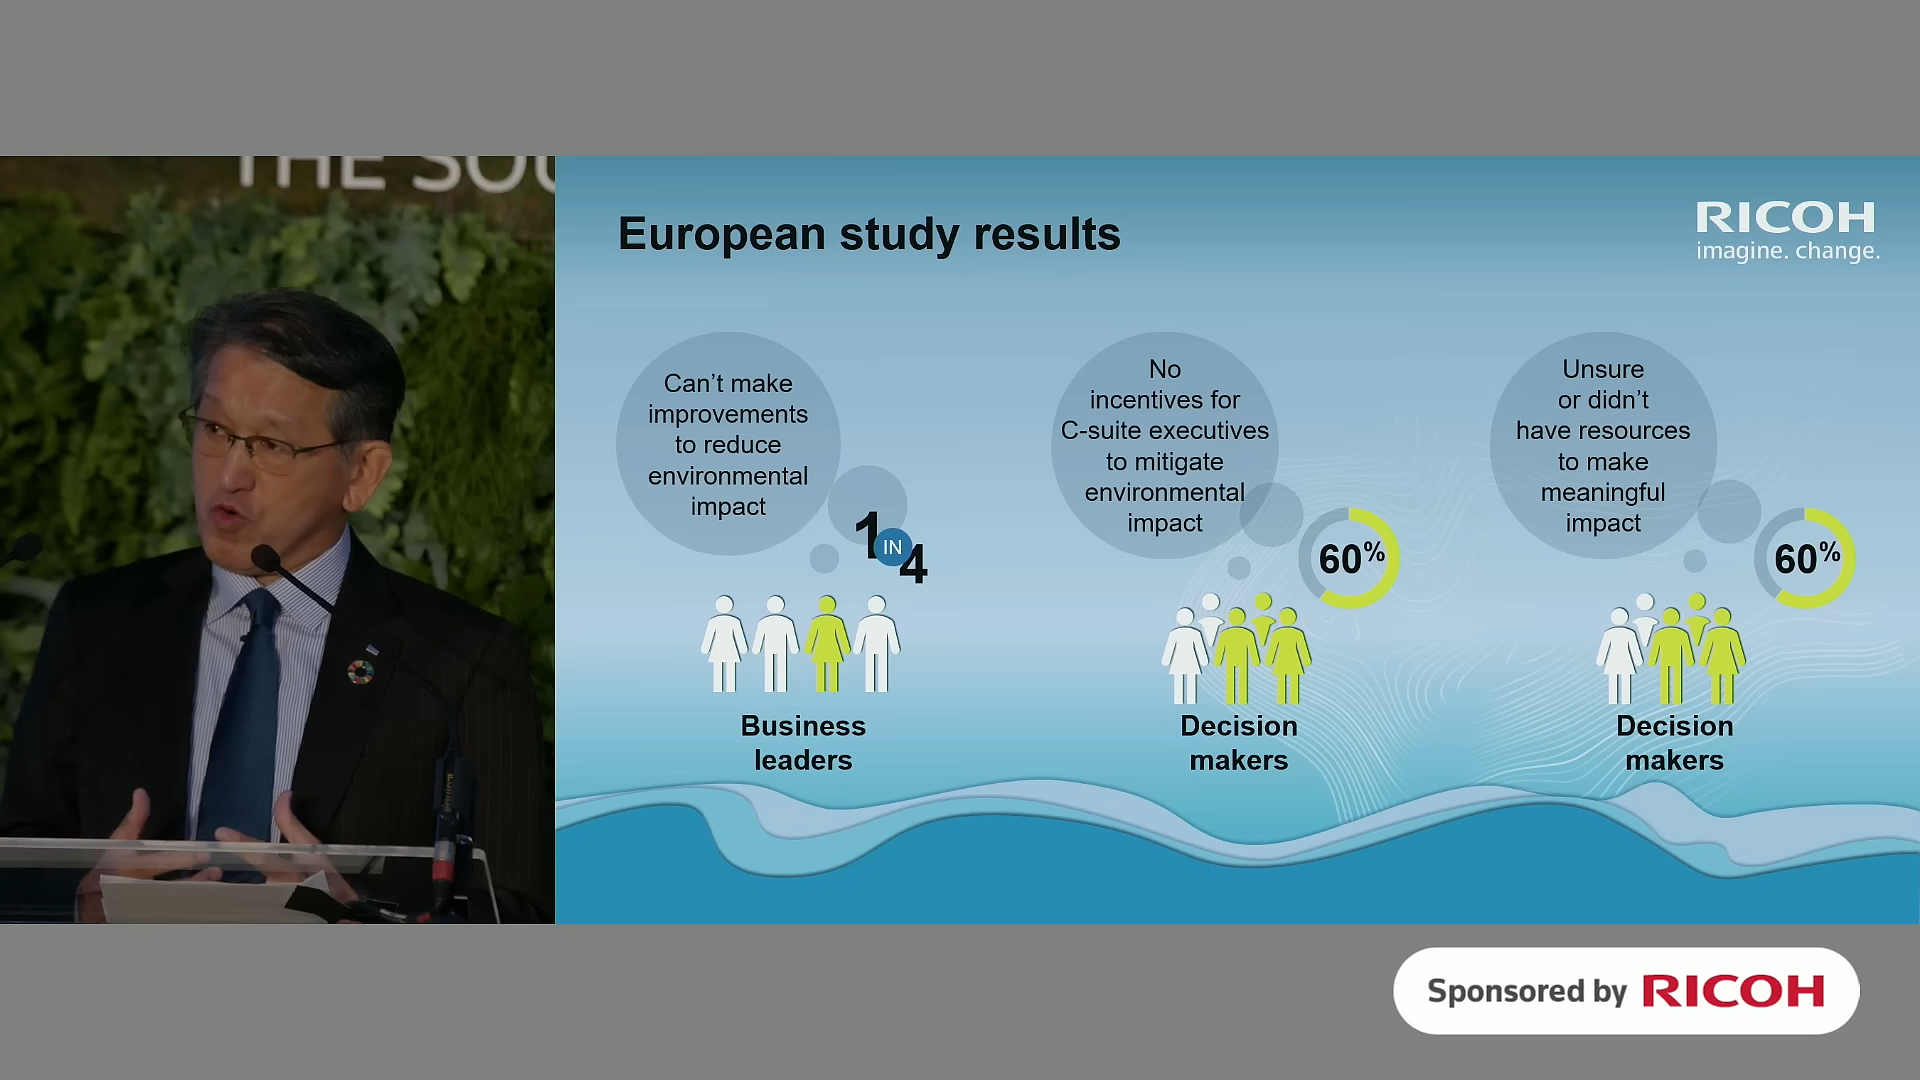 THE SOU
European study results
RICOH
imagine. change.
Can't make
improvements
to reduce
environmental
impact
1 IN 4
Business
leaders
No
incentives for
C-suite executives
to mitigate
environmental
impact
60%
Decision
makers
Unsure
or didn't
have resources
to make
meaningful
impact
60%
Decision
makers
Sponsored by RICOH